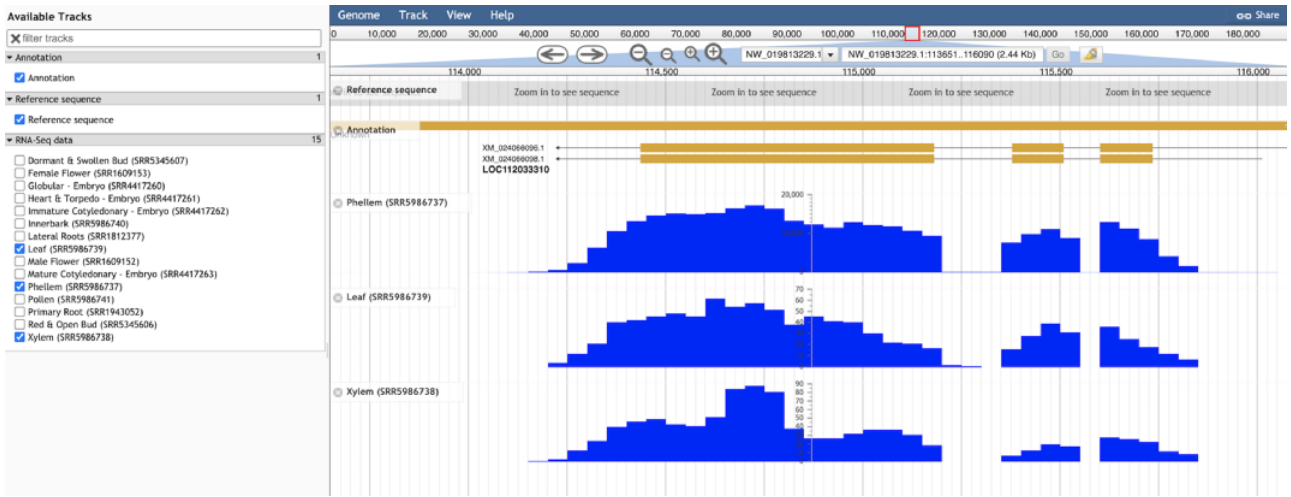 Available Tracks
filter tracks
Annotation 1
Annotation
Reference sequence 1
Reference sequence
RNA-Seq data 15
Dormant & Swollen Bud (SRR5345607)
Female Flower (SRR1609153)
Globular - Embryo (SRR4417260)
Heart & Torpedo - Embryo (SRR4417261)
Immature Cotyledonary - Embryo (SRR4417262)
Innerbark (SRR5986740)
Lateral Roots (SRR1812377)
Leaf (SRR5986739)
Male Flower (SRR1609152)
Mature Cotyledonary - Embryo (SRR4417263)
Phellem (SRR5986737)
Pollen (SRR5986741)
Primary Root (SRR1943052)
Red & Open Bud (SRR5345606)
Xylem (SRR5986738)
Genome Track View Help Share
0 10,000 20,000 30,000 40,000 50,000 60,000 70,000 80,000 90,000 100,000 110,000 120,000 130,000 140,000 150,000 160,000 170,000 180,000
NW_019813229.1 NW_019813229.1:113651..116090 (2.44 Kb) Go
114,000 114,500 115,000 115,500 116,000
Reference sequence Zoom in to see sequence Zoom in to see sequence Zoom in to see sequence Zoom in to see sequence
Annotation
XM_024066096.1
XM_024066098.1
LOC112033310
Phellem (SRR5986737)
20,000
Leaf (SRR5986739)
70
60
50
Xylem (SRR5986738)
90
80
70
60
50